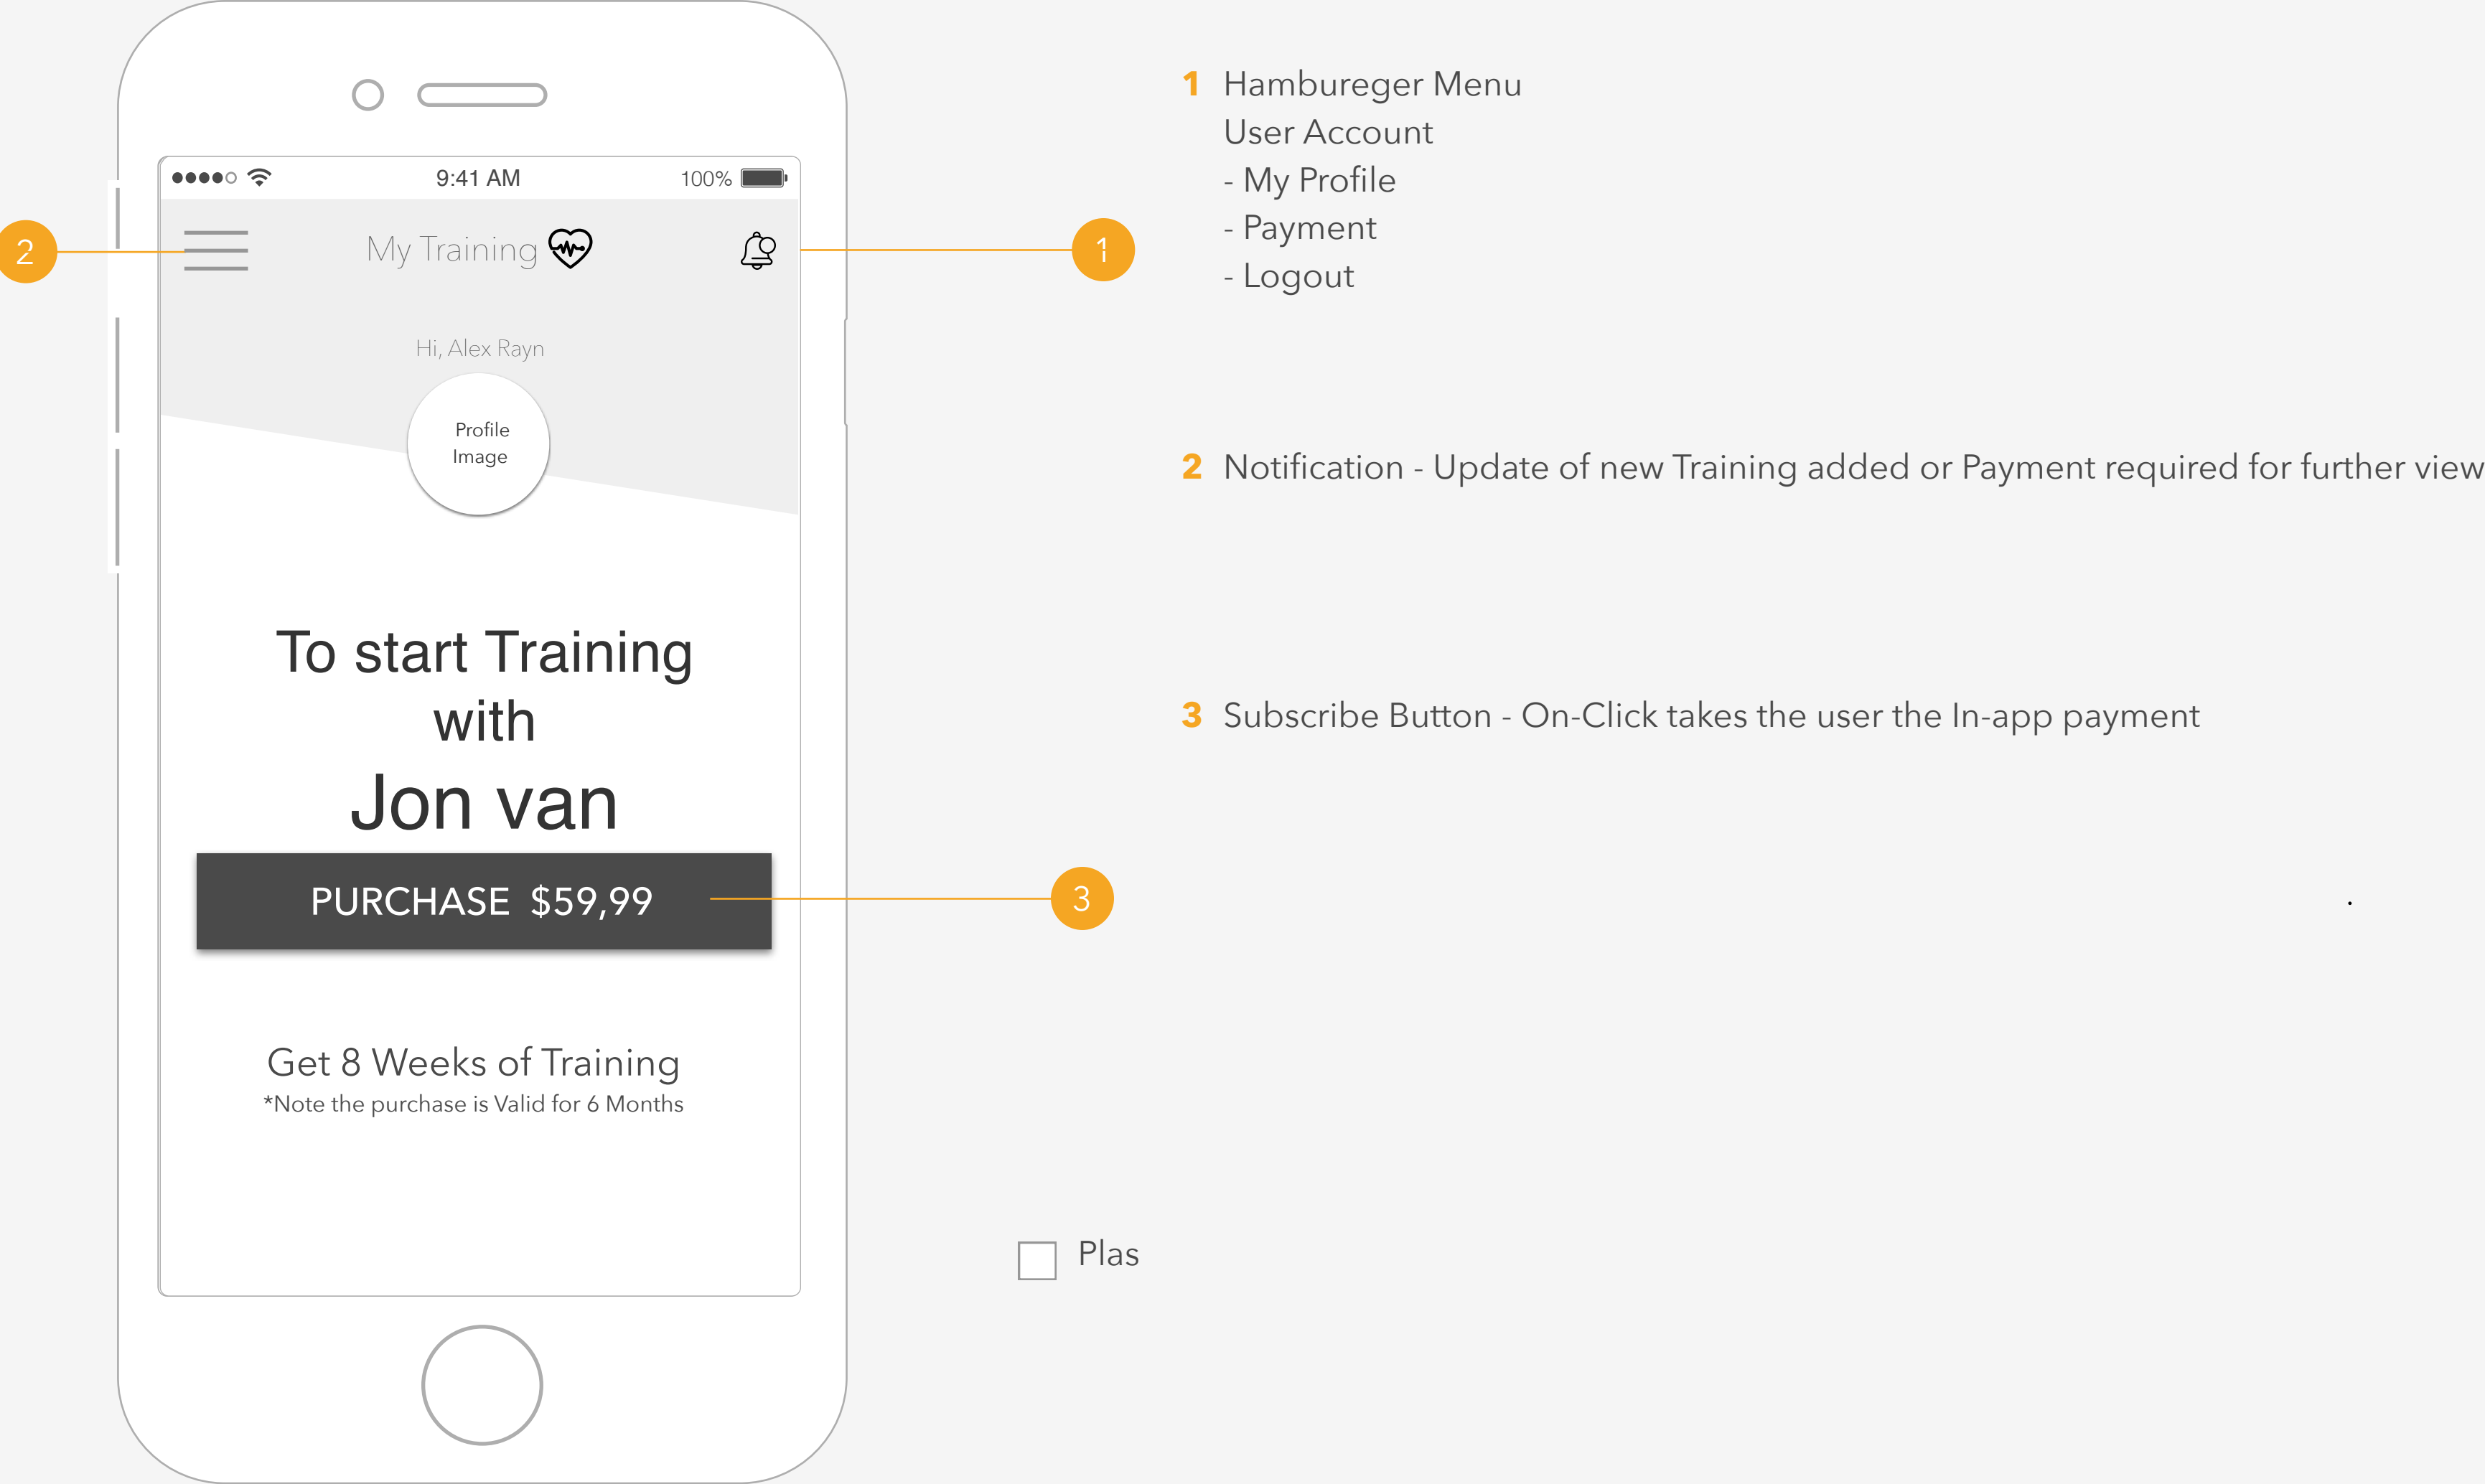 9:41 AM
100%
2
My Training
1
Hi, Alex Rayn
Profile
Image
To start Training
with
Jon van
PURCHASE $59,99
3
Get 8 Weeks of Training
*Note the purchase is Valid for 6 Months
1 Hambureger Menu
User Account
- My Profile
- Payment
- Logout
2 Notification - Update of new Training added or Payment required for further view
3 Subscribe Button - On-Click takes the user the In-app payment
.
Plas